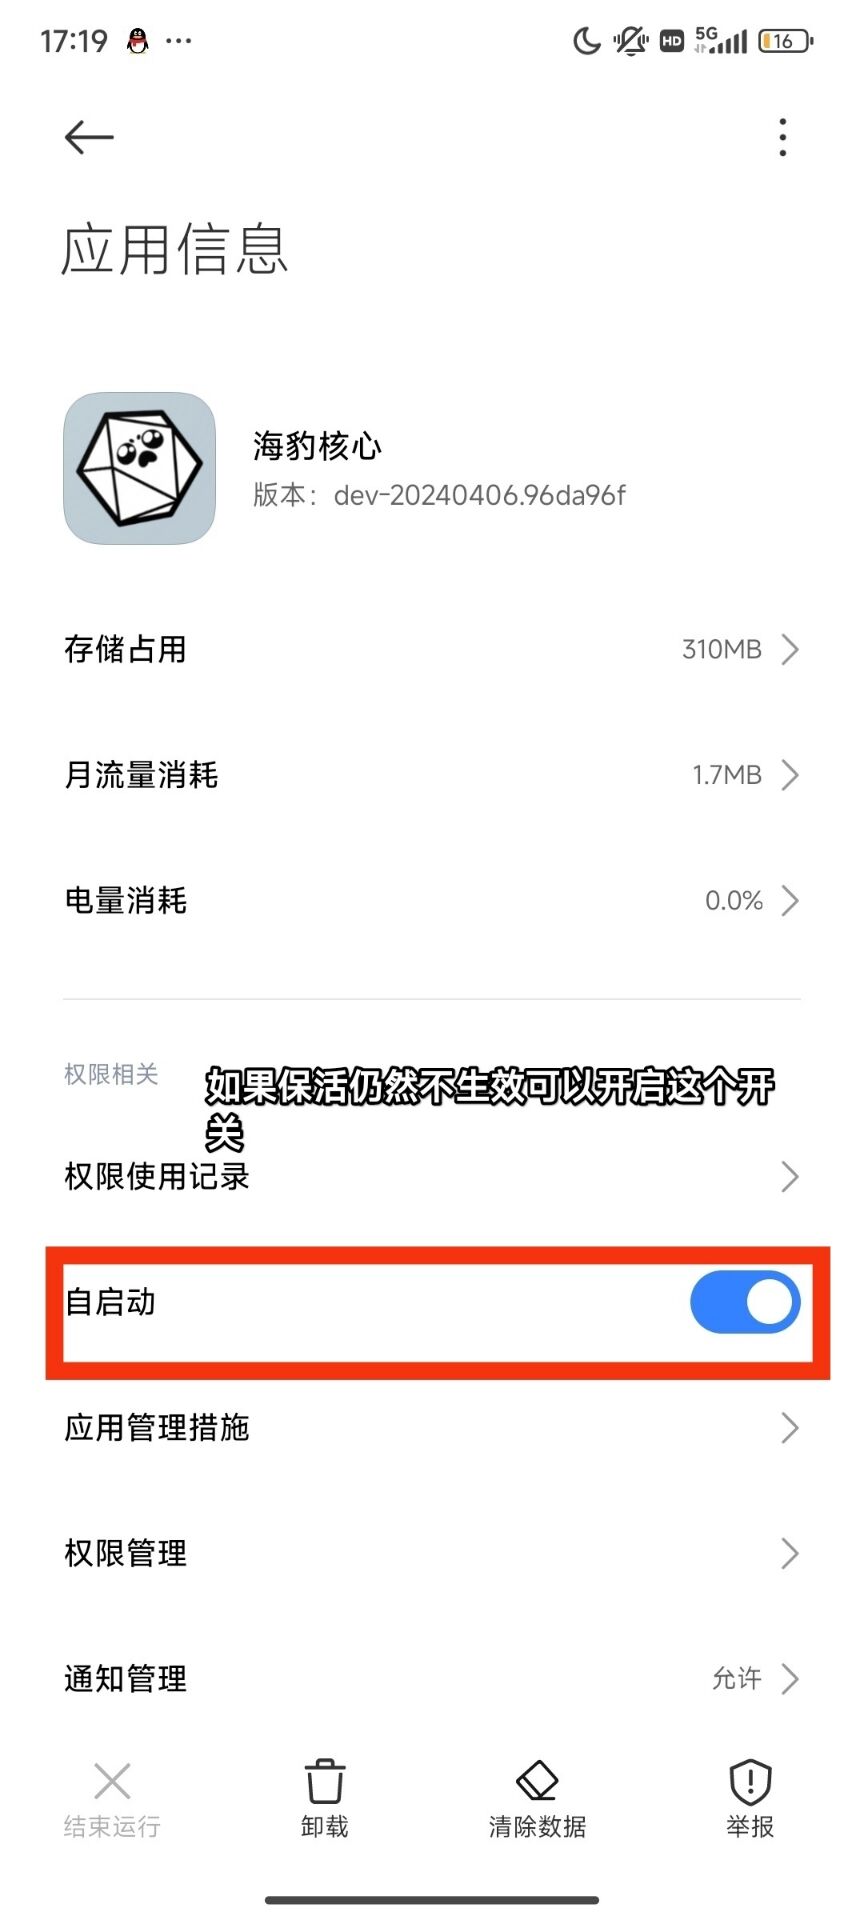 17:19
HD 5G 16
应用信息
海豹核心
版本：dev-20240406.96da96f
存储占用 310MB
月流量消耗 1.7MB
电量消耗 0.0%
权限相关
如果保活仍然不生效可以开启这个开
关
权限使用记录
自启动
应用管理措施
权限管理
通知管理 允许
结束运行 卸载 清除数据 举报